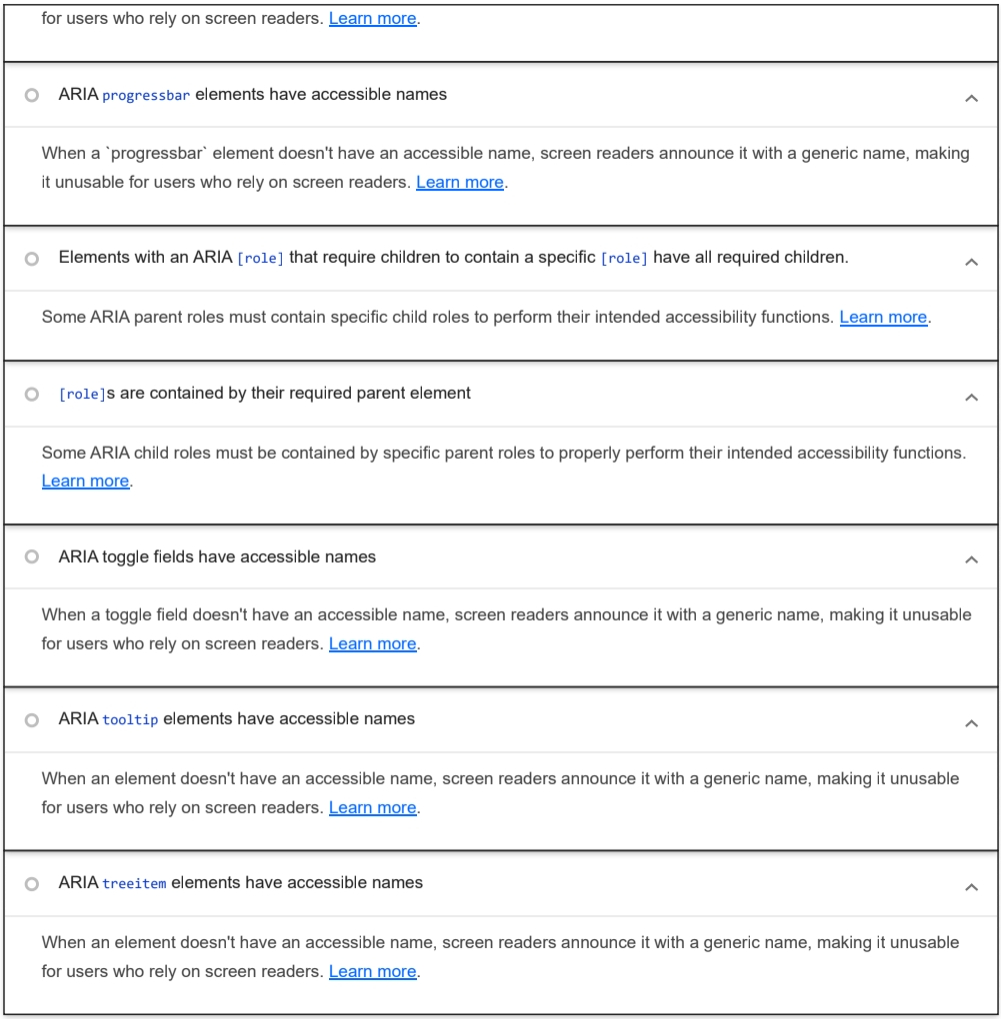 for users who rely on screen readers. Learn more.
ARIA progressbar elements have accessible names
When a `progressbar` element doesn't have an accessible name, screen readers announce it with a generic name, making
it unusable for users who rely on screen readers. Learn more.
Elements with an ARIA [role] that require children to contain a specific [role] have all required children.
Some ARIA parent roles must contain specific child roles to perform their intended accessibility functions. Learn more.
[role]s are contained by their required parent element
Some ARIA child roles must be contained by specific parent roles to properly perform their intended accessibility functions.
Learn more.
ARIA toggle fields have accessible names
When a toggle field doesn't have an accessible name, screen readers announce it with a generic name, making it unusable
for users who rely on screen readers. Learn more.
ARIA tooltip elements have accessible names
When an element doesn't have an accessible name, screen readers announce it with a generic name, making it unusable
for users who rely on screen readers. Learn more.
ARIA treeitem elements have accessible names
When an element doesn't have an accessible name, screen readers announce it with a generic name, making it unusable
for users who rely on screen readers. Learn more.